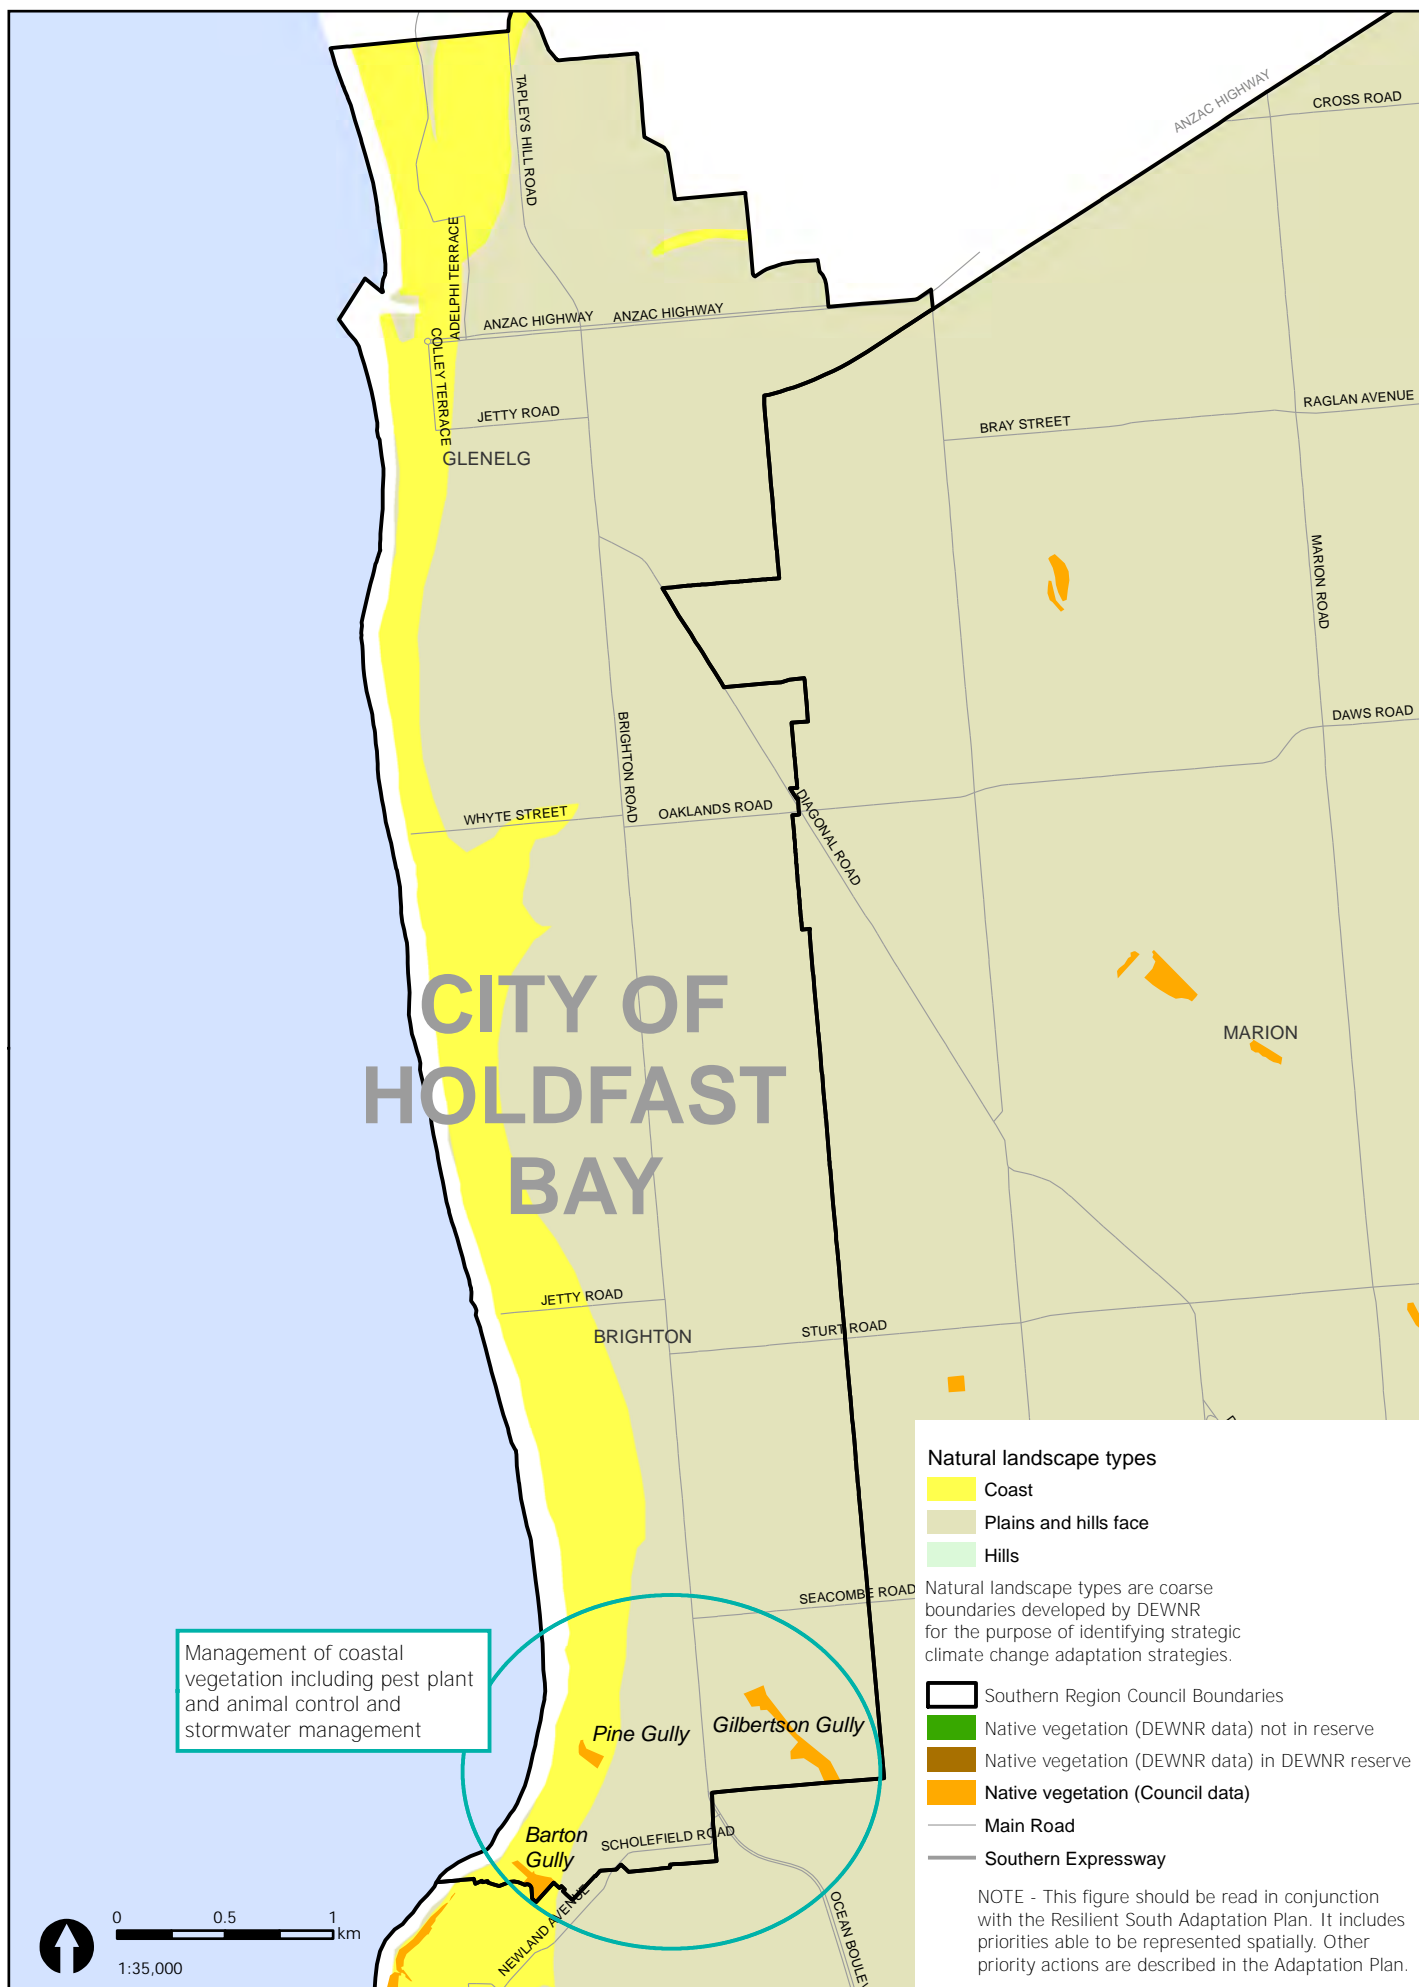 ANZAC HIGHWAY
CROSS ROAD
TAPLEYS HILL ROAD
ADELPHI TERRACE
ANZAC HIGHWAY
ANZAC HIGHWAY
COLLEY TERRACE
JETTY ROAD
GLENELG
RAGLAN AVENUE
BRAY STREET
MARION ROAD
DAWS ROAD
BRIGHTON ROAD
WHYTE STREET
OAKLANDS ROAD
DIAGONAL ROAD
CITY OF
HOLDFAST
BAY
MARION
JETTY ROAD
BRIGHTON
STURT ROAD
SEACOMBE ROAD
Management of coastal
vegetation including pest plant
and animal control and
stormwater management
Pine Gully
Gilbertson Gully
Barton
Gully
SCHOLEFIELD ROAD
NEWLAND AVENUE
OCEAN BOULEV
0 0.5 1
km
1:35,000
Natural landscape types
Coast
Plains and hills face
Hills
Natural landscape types are coarse
boundaries developed by DEWNR
for the purpose of identifying strategic
climate change adaptation strategies.
Southern Region Council Boundaries
Native vegetation (DEWNR data) not in reserve
Native vegetation (DEWNR data) in DEWNR reserve
Native vegetation (Council data)
Main Road
Southern Expressway
NOTE - This figure should be read in conjunction
with the Resilient South Adaptation Plan. It includes
priorities able to be represented spatially. Other
priority actions are described in the Adaptation Plan.